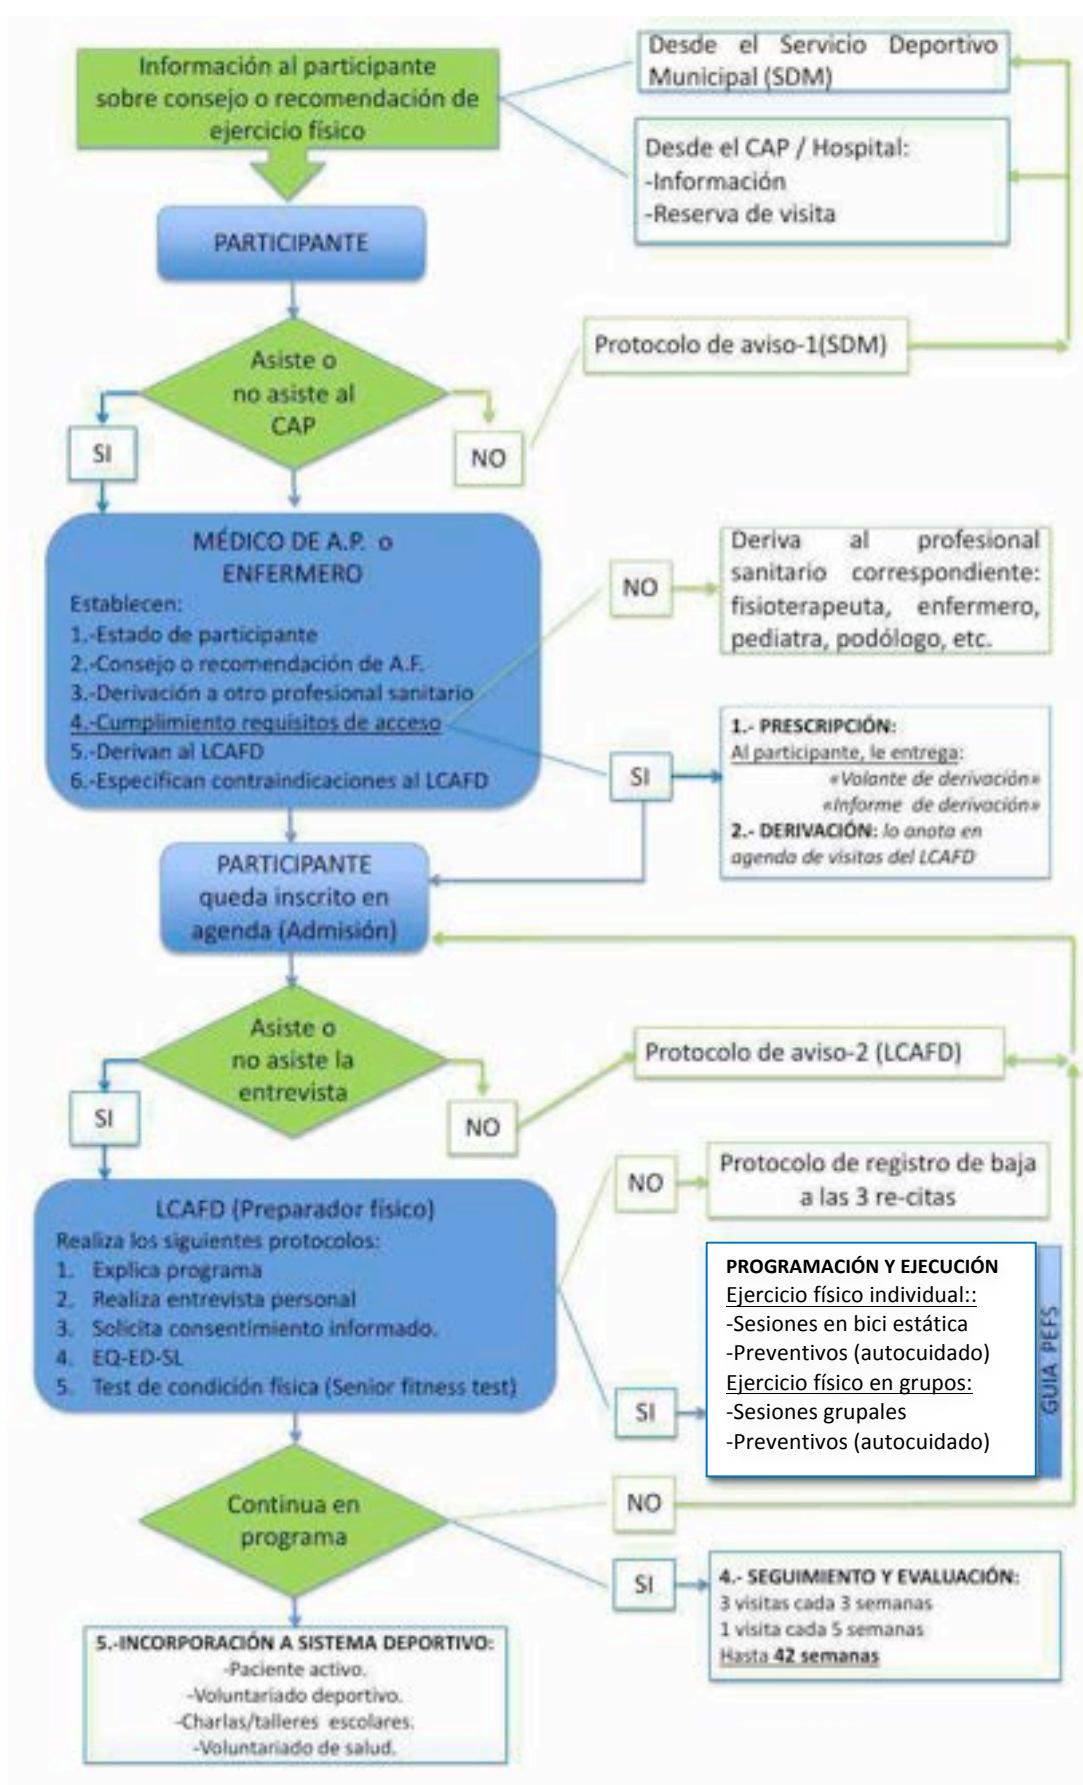 Información al participante
sobre consejo o recomendación de
ejercicio físico
Desde el Servicio Deportivo
Municipal (SDM)
Desde el CAP / Hospital:
-Información
-Reserva de visita
PARTICIPANTE
Asiste o
no asiste al
CAP
Protocolo de aviso-1(SDM)
SI
NO
MÉDICO DE A.P. o
ENFERMERO
Establecen:
1.-Estado de participante
2.-Consejo o recomendación de A.F.
3.-Derivación a otro profesional sanitario
4.-Cumplimiento requisitos de acceso
5.-Derivan al LCAFD
6.-Especifican contraindicaciones al LCAFD
NO
Deriva al profesional
sanitario correspondiente:
fisioterapeuta, enfermero,
pediatra, podólogo, etc.
SI
1.- PRESCRIPCIÓN:
Al participante, le entrega:
«Volante de derivación»
«Informe de derivación»
2.- DERIVACIÓN: lo anota en
agenda de visitas del LCAFD
PARTICIPANTE
queda inscrito en
agenda (Admisión)
Asiste o
no asiste la
entrevista
Protocolo de aviso-2 (LCAFD)
SI
NO
LCAFD (Preparador físico)
Realiza los siguientes protocolos:
1. Explica programa
2. Realiza entrevista personal
3. Solicita consentimiento informado.
4. EQ-ED-SL
5. Test de condición física (Senior fitness test)
NO
Protocolo de registro de baja
a las 3 re-citas
SI
PROGRAMACIÓN Y EJECUCIÓN
Ejercicio físico individual::
-Sesiones en bici estática
-Preventivos (autocuidado)
Ejercicio físico en grupos:
-Sesiones grupales
-Preventivos (autocuidado)
GUIA PEFS
Continua en
programa
NO
SI
4.- SEGUIMIENTO Y EVALUACIÓN:
3 visitas cada 3 semanas
1 visita cada 5 semanas
Hasta 42 semanas
5.-INCORPORACIÓN A SISTEMA DEPORTIVO:
-Paciente activo.
-Voluntariado deportivo.
-Charlas/talleres escolares.
-Voluntariado de salud.